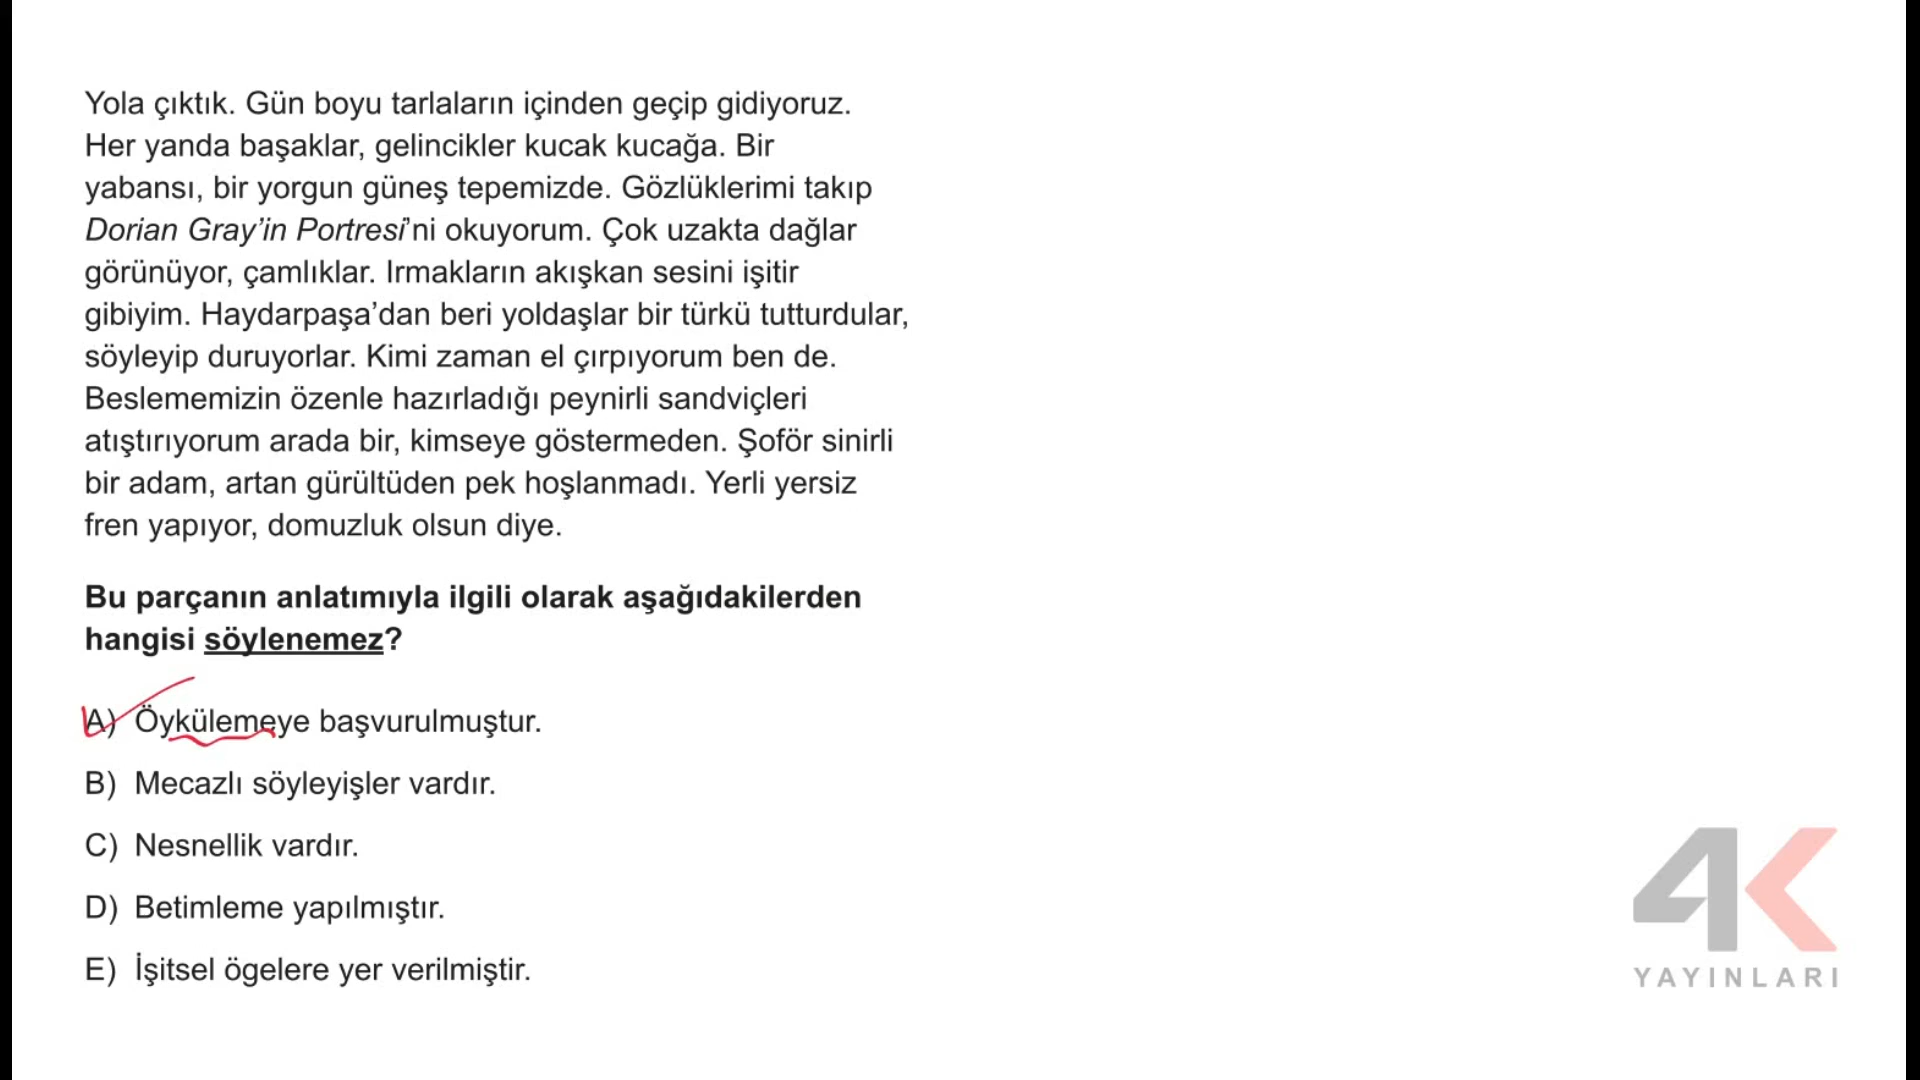 Yola çıktık. Gün boyu tarlaların içinden geçip gidiyoruz.
Her yanda başaklar, gelincikler kucak kucağa. Bir
yabansı, bir yorgun güneş tepemizde. Gözlüklerimi takıp
Dorian Gray’in Portresi’ni okuyorum. Çok uzakta dağlar
görünüyor, çamlıklar. Irmakların akışkan sesini işitir
gibiyim. Haydarpaşa’dan beri yoldaşlar bir türkü tutturdular,
söyleyip duruyorlar. Kimi zaman el çırpıyorum ben de.
Beslememizin özenle hazırladığı peynirli sandviçleri
atıştırıyorum arada bir, kimseye göstermeden. Şoför sinirli
bir adam, artan gürültüden pek hoşlanmadı. Yerli yersiz
fren yapıyor, domuzluk olsun diye.
Bu parçanın anlatımıyla ilgili olarak aşağıdakilerden
hangisi söylenemez?
A) Öykülemeye başvurulmuştur.
B) Mecazlı söyleyişler vardır.
C) Nesnellik vardır.
D) Betimleme yapılmıştır.
E) İşitsel ögelere yer verilmiştir.
4K
YAYINLARI